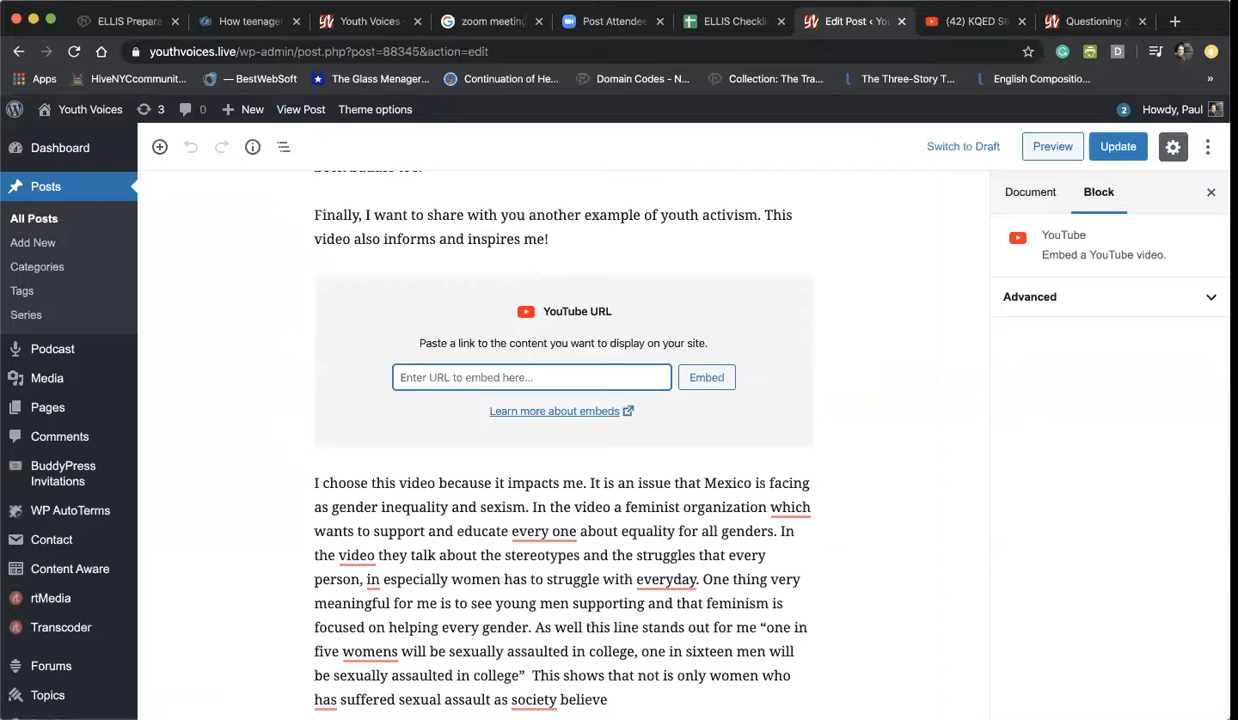 ELLIS Prepara
How teenager
Youth Voices
zoom meeting
Post Attendee
ELLIS Checkli
Edit Post ‹ You
(42) KQED St
Questioning a
youthvoices.live/wp-admin/post.php?post=88345&action=edit
Apps
HiveNYCcommunit...
— BestWebSoft
The Glass Menager...
Continuation of He...
Domain Codes - N...
Collection: The Tra...
The Three-Story T...
English Compositio...
»
Youth Voices
3
0
New
View Post
Theme options
2
Howdy, Paul
Dashboard
Posts
All Posts
Add New
Categories
Tags
Series
Podcast
Media
Pages
Comments
BuddyPress
Invitations
WP AutoTerms
Contact
Content Aware
rtMedia
Transcoder
Forums
Topics
Switch to Draft
Preview
Update
Finally, I want to share with you another example of youth activism. This
video also informs and inspires me!
YouTube URL
Paste a link to the content you want to display on your site.
Enter URL to embed here...
Embed
Learn more about embeds
I choose this video because it impacts me. It is an issue that Mexico is facing
as gender inequality and sexism. In the video a feminist organization which
wants to support and educate every one about equality for all genders. In
the video they talk about the stereotypes and the struggles that every
person, in especially women has to struggle with everyday. One thing very
meaningful for me is to see young men supporting and that feminism is
focused on helping every gender. As well this line stands out for me “one in
five womens will be sexually assaulted in college, one in sixteen men will
be sexually assaulted in college”  This shows that not is only women who
has suffered sexual assault as society believe
Document
Block
YouTube
Embed a YouTube video.
Advanced